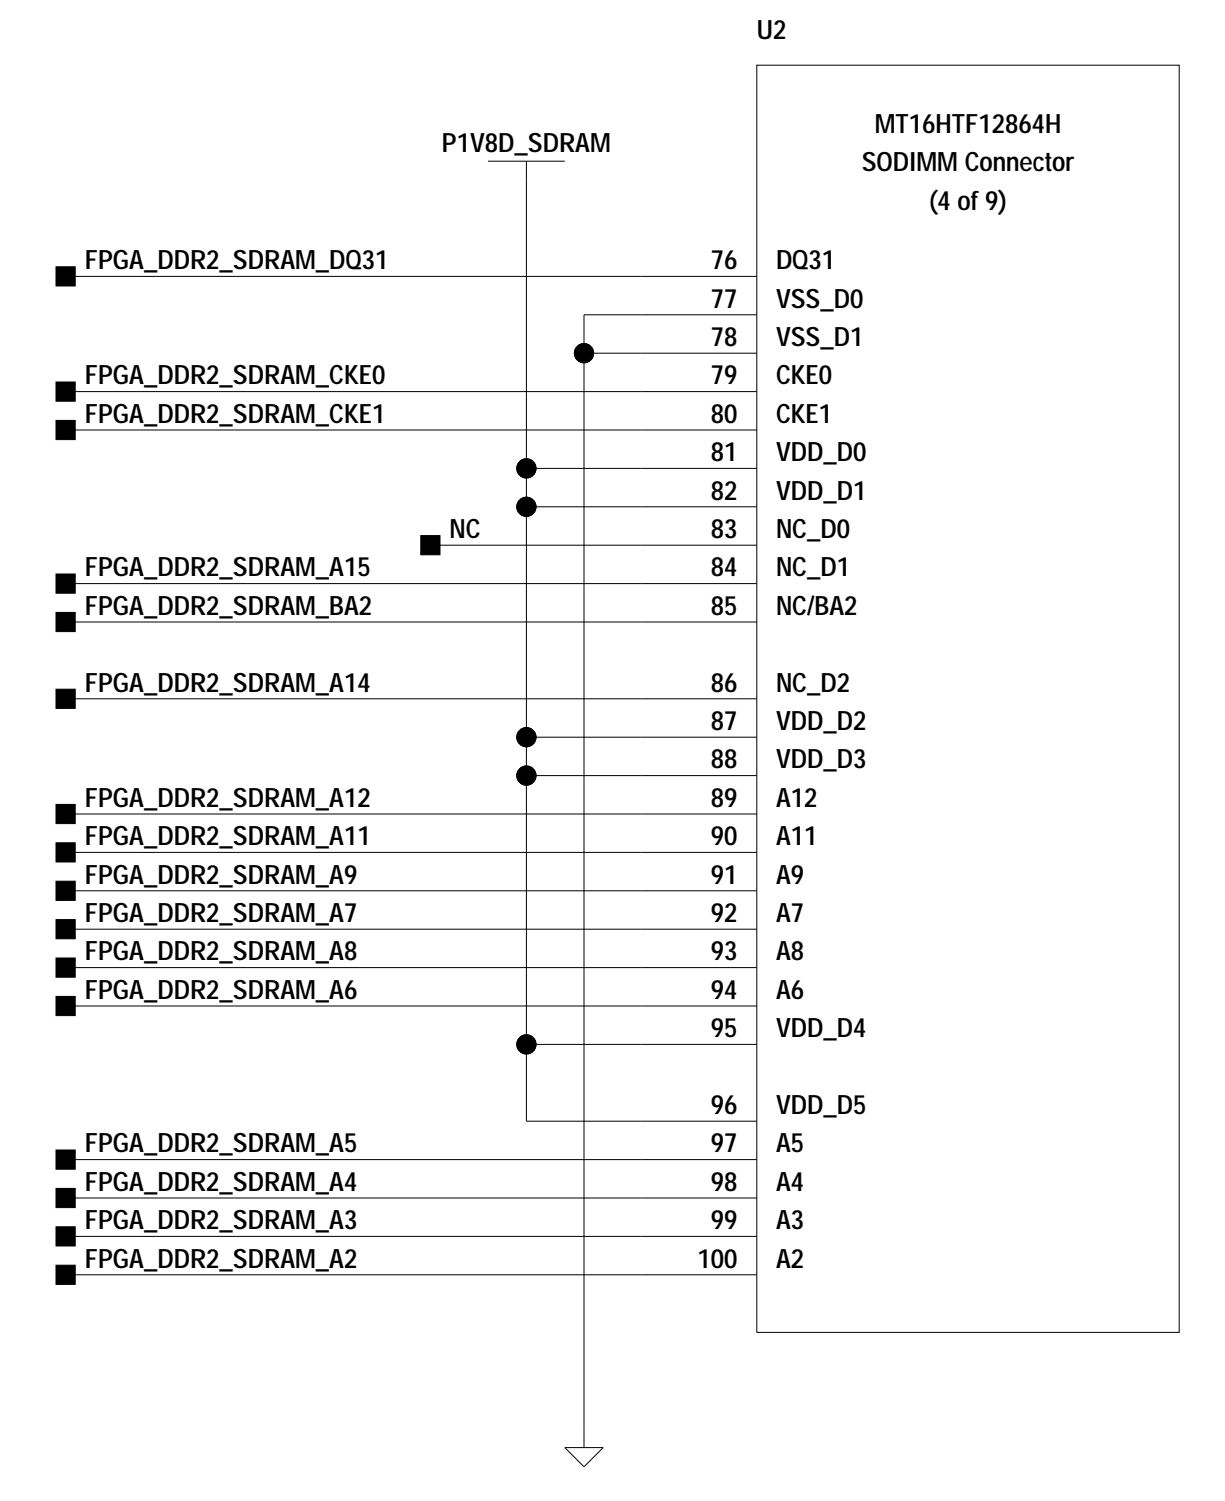 U2
MT16HTF12864H
SODIMM Connector
(4 of 9)
P1V8D_SDRAM
FPGA_DDR2_SDRAM_DQ31 76 DQ31
77 VSS_D0
78 VSS_D1
FPGA_DDR2_SDRAM_CKE0 79 CKE0
FPGA_DDR2_SDRAM_CKE1 80 CKE1
81 VDD_D0
82 VDD_D1
NC 83 NC_D0
FPGA_DDR2_SDRAM_A15 84 NC_D1
FPGA_DDR2_SDRAM_BA2 85 NC/BA2
FPGA_DDR2_SDRAM_A14 86 NC_D2
87 VDD_D2
88 VDD_D3
FPGA_DDR2_SDRAM_A12 89 A12
FPGA_DDR2_SDRAM_A11 90 A11
FPGA_DDR2_SDRAM_A9 91 A9
FPGA_DDR2_SDRAM_A7 92 A7
FPGA_DDR2_SDRAM_A8 93 A8
FPGA_DDR2_SDRAM_A6 94 A6
95 VDD_D4
96 VDD_D5
FPGA_DDR2_SDRAM_A5 97 A5
FPGA_DDR2_SDRAM_A4 98 A4
FPGA_DDR2_SDRAM_A3 99 A3
FPGA_DDR2_SDRAM_A2 100 A2